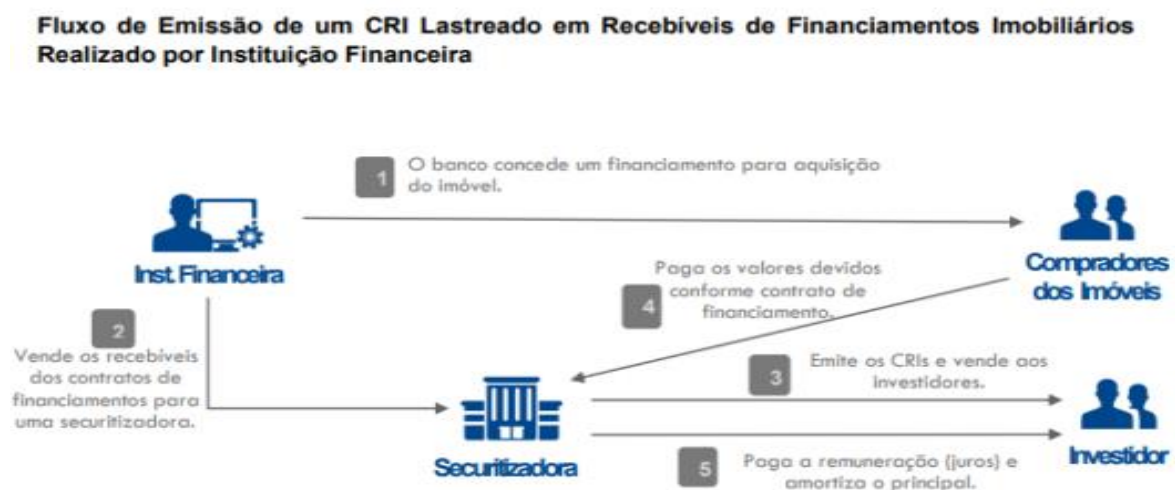 Fluxo de Emissão de um CRI Lastreado em Recebíveis de Financiamentos Imobiliários
Realizado por Instituição Financeira
1
O banco concede um financiamento para aquisição
do imóvel.
Inst. Financeira
Compradores
dos Imóveis
2
Vende os recebíveis
dos contratos de
financiamentos para
uma securitizadora.
4
Paga os valores devidos
conforme contrato de
financiamento.
3
Emite os CRIs e vende aos
investidores.
Securitizadora
Investidor
5
Paga a remuneração (juros) e
amortiza o principal.